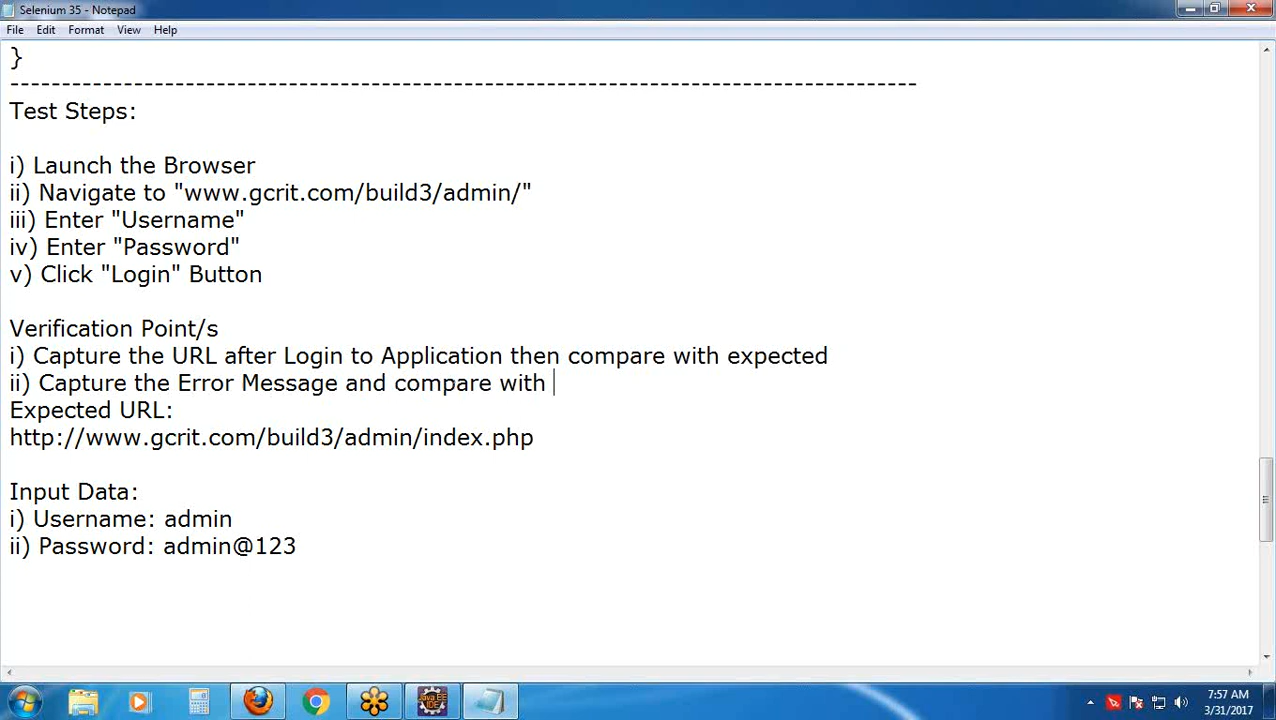 Selenium 35 - Notepad
File Edit Format View Help
}
---------------------------------------------------------------------------------------
Test Steps:
i) Launch the Browser
ii) Navigate to "www.gcrit.com/build3/admin/"
iii) Enter "Username"
iv) Enter "Password"
v) Click "Login" Button
Verification Point/s
i) Capture the URL after Login to Application then compare with expected
ii) Capture the Error Message and compare with
Expected URL:
http://www.gcrit.com/build3/admin/index.php
Input Data:
i) Username: admin
ii) Password: admin@123
Java EE
IDE
7:57 AM
3/31/2017